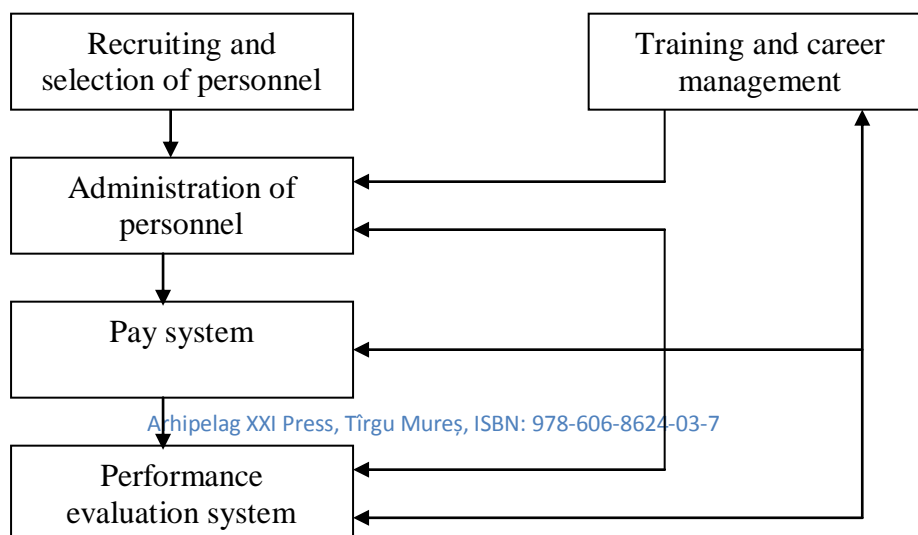 Recruiting and
selection of personnel
Training and career
management
Administration of
personnel
Pay system
Arhipelag XXI Press, Tîrgu Mureș, ISBN: 978-606-8624-03-7
Performance
evaluation system